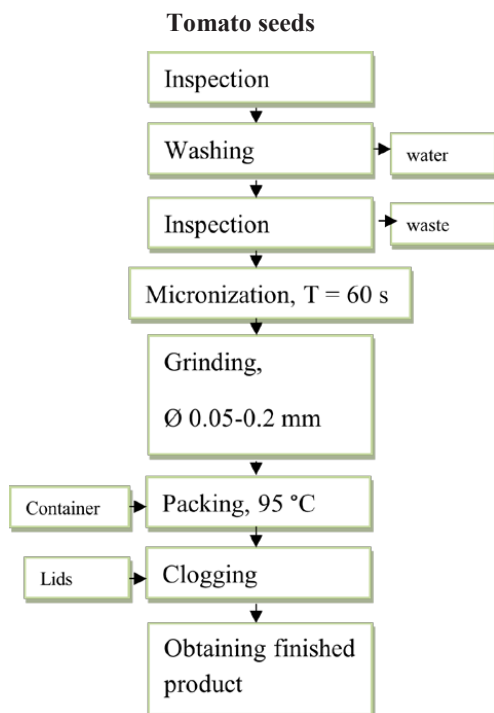 Tomato seeds
Inspection
Washing
water
Inspection
waste
Micronization, T = 60 s
Grinding,
Ø 0.05-0.2 mm
Container
Packing, 95 °C
Lids
Clogging
Obtaining finished
product